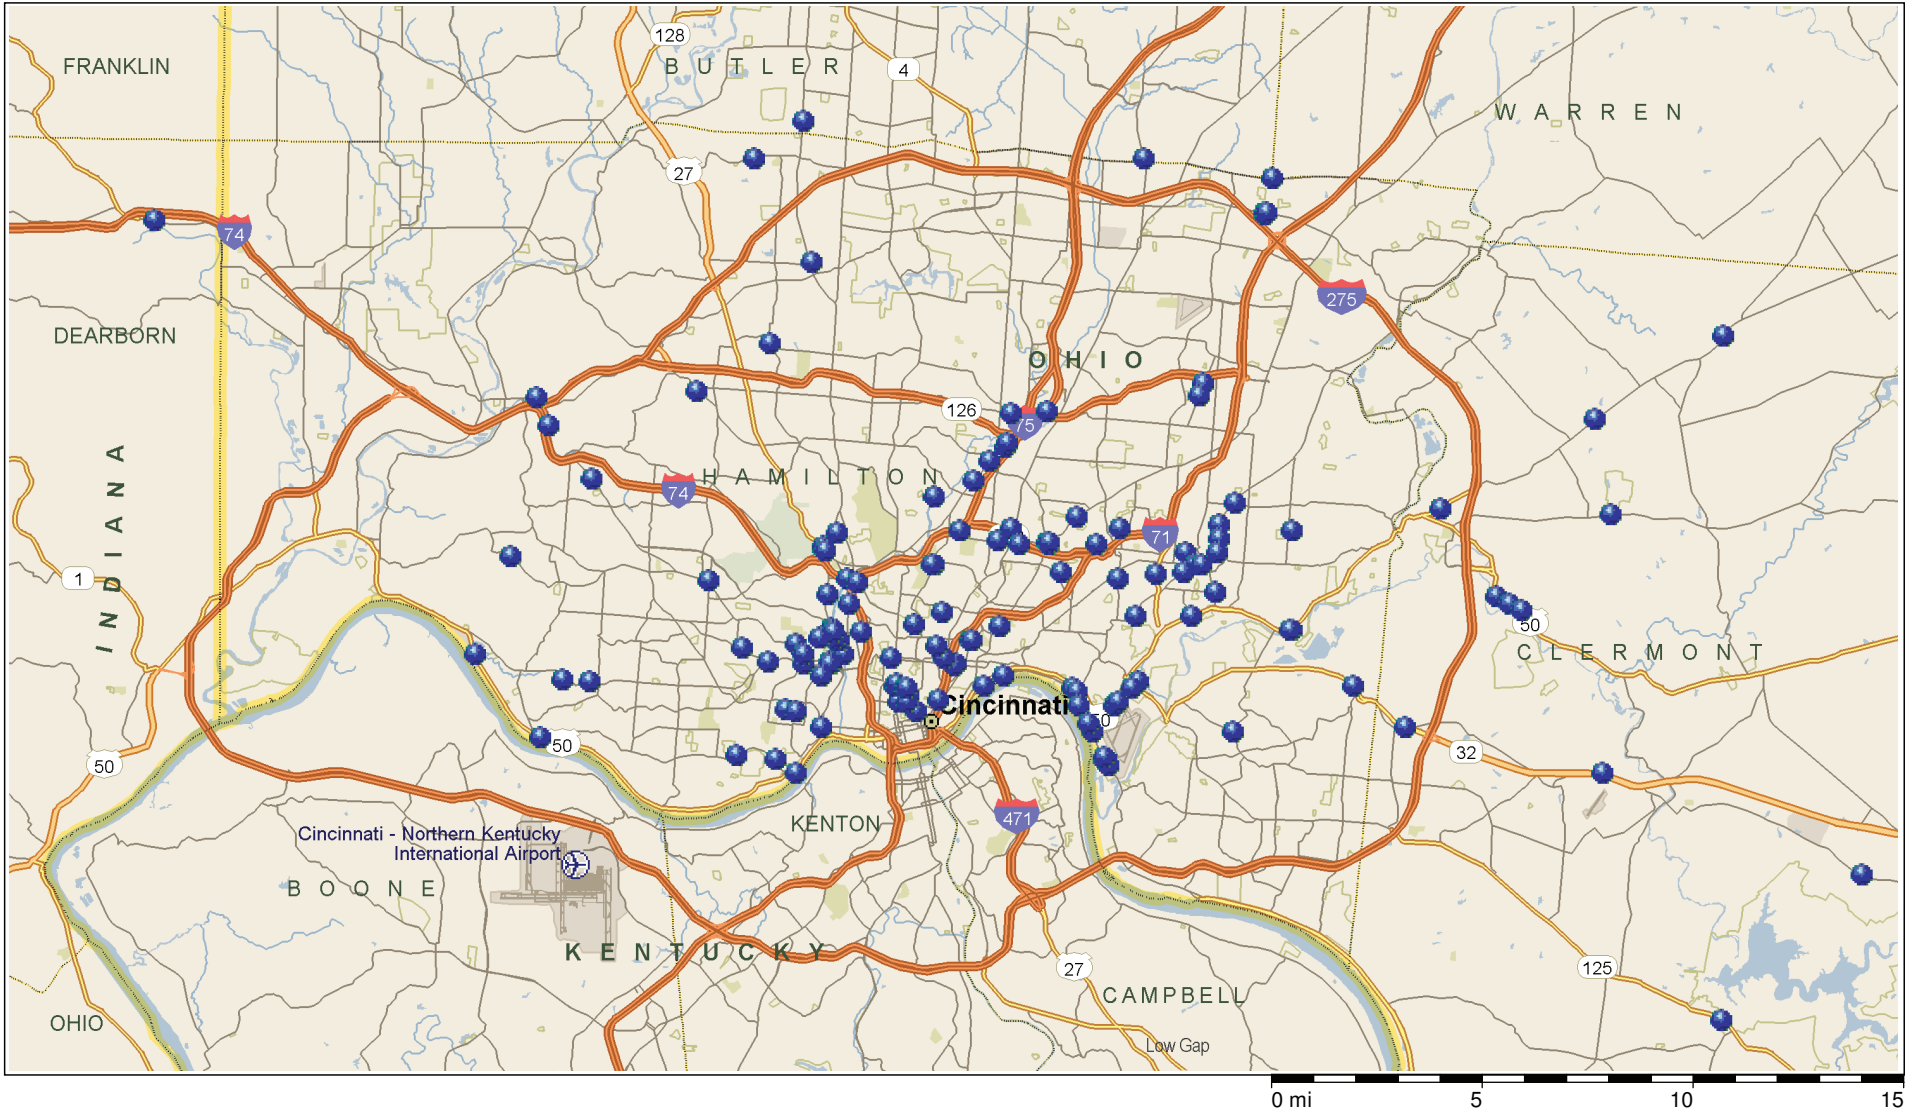 128
FRANKLIN
BUTLER
4
WARREN
27
74
275
DEARBORN
OHIO
126
75
HAMILTON
74
INDIANA
71
1
50
CLERMONT
Cincinnati
50
50
50
32
KENTON
471
Cincinnati - Northern Kentucky
International Airport
BOONE
KENTUCKY
27
125
CAMPBELL
OHIO
Low Gap
0 mi 5 10 15